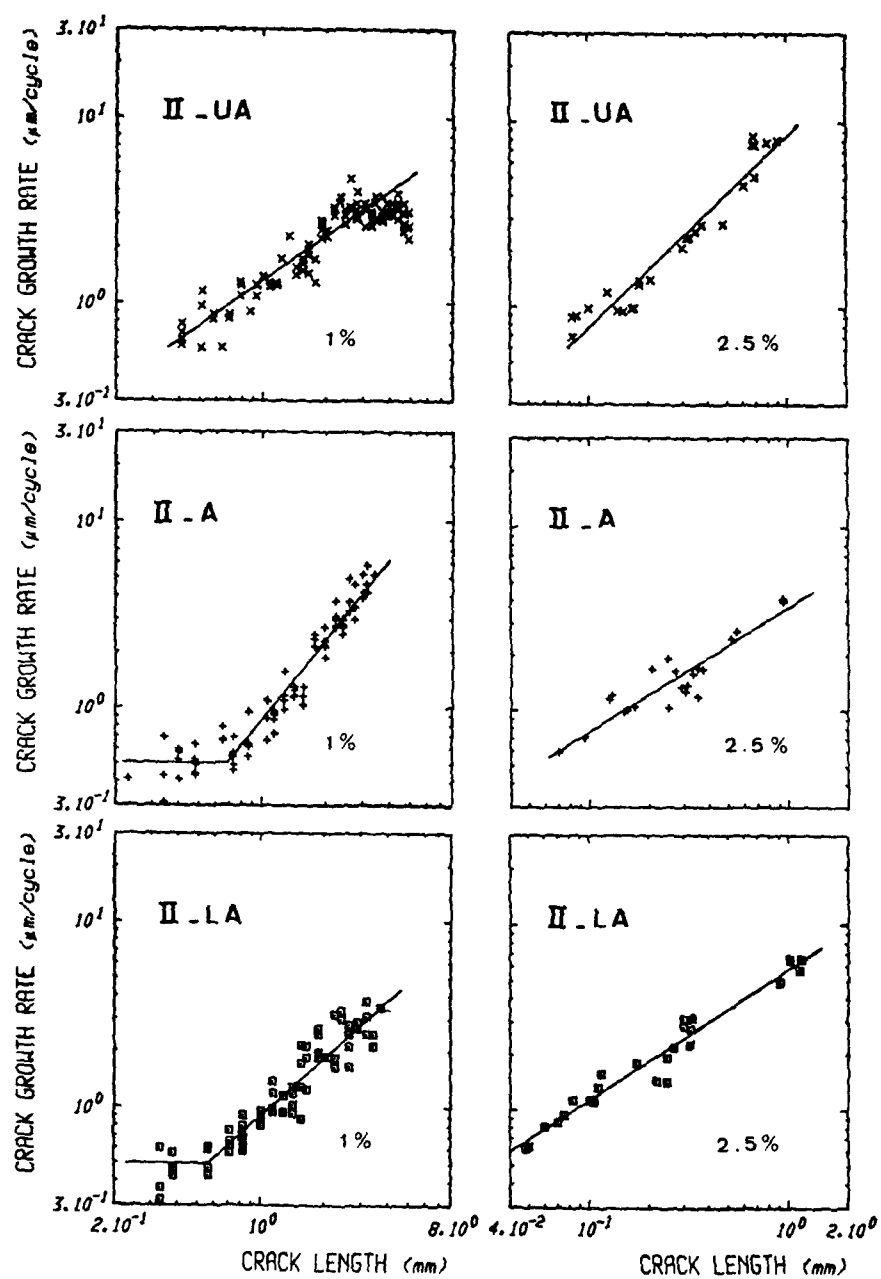 3.10¹
10¹
10⁰
3.10⁻¹
CRACK GROWTH RATE (μm/cycle)
II_UA
1%
II_UA
2.5%
3.10¹
10¹
10⁰
3.10⁻¹
CRACK GROWTH RATE (μm/cycle)
II_A
1%
II_A
2.5%
3.10¹
10¹
10⁰
3.10⁻¹
CRACK GROWTH RATE (μm/cycle)
II_LA
1%
II_LA
2.5%
2.10⁻¹ 10⁰ 8.10⁰
4.10⁻² 10⁻¹ 10⁰ 2.10⁰
CRACK LENGTH (mm)
CRACK LENGTH (mm)